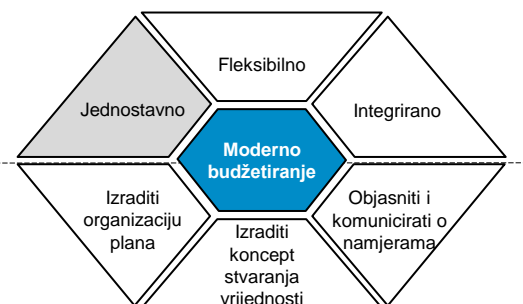 Fleksibilno
Jednostavno
Integrirano
Moderno
budžetiranje
Izraditi
organizaciju
plana
Izraditi
koncept
stvaranja
vrijednosti
Objasniti i
komunicirati o
namjerama